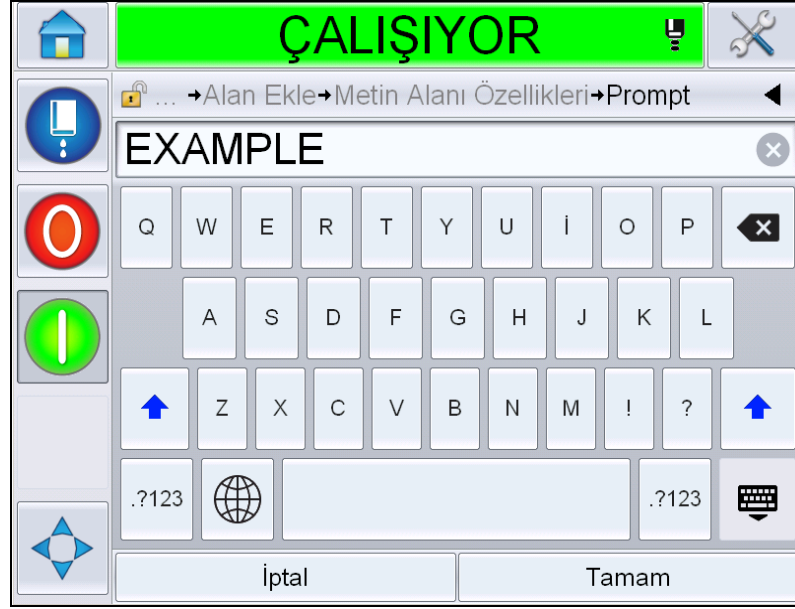 ÇALIŞIYOR
... →Alan Ekle→Metin Alanı Özellikleri→Prompt
EXAMPLE
Q W E R T Y U İ O P
A S D F G H J K L
Z X C V B N M ! ?
.?123 .?123
İptal Tamam